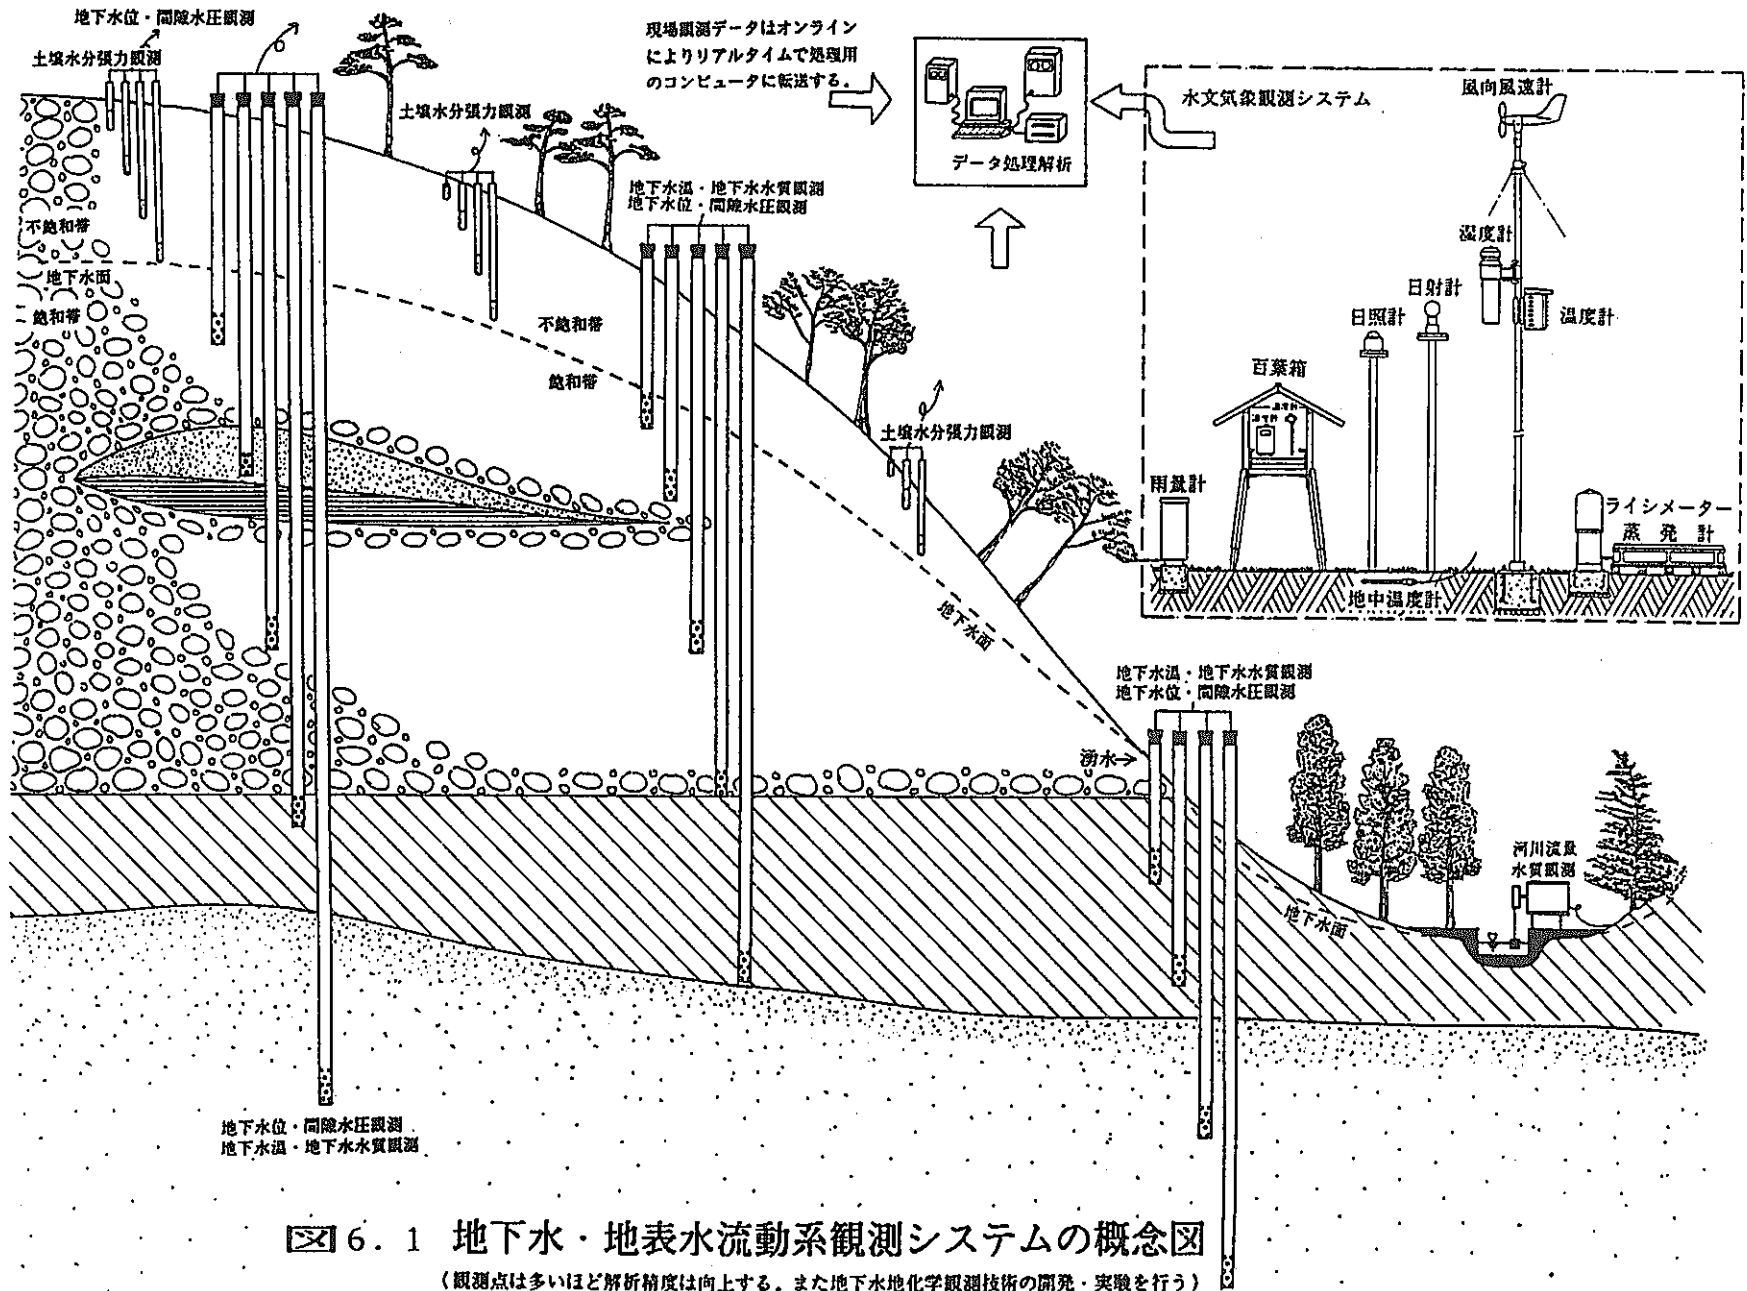 地下水位・間隙水圧観測
土壌水分張力観測
現場観測データはオンライン
によりリアルタイムで処理用
のコンピュータに転送する。
データ処理解析
水文気象観測システム
風向風速計
湿度計
温度計
日射計
日照計
百葉箱
雨量計
ライシメーター
蒸発計
地中温度計
土壌水分張力観測
地下水温・地下水水質観測
地下水位・間隙水圧観測
不飽和帯
地下水面
飽和帯
不飽和帯
飽和帯
土壌水分張力観測
地下水面
地下水温・地下水水質観測
地下水位・間隙水圧観測
湧水→
河川流量
水質観測
地下水面
地下水位・間隙水圧観測
地下水温・地下水水質観測
図6.1 地下水・地表水流動系観測システムの概念図
(観測点は多いほど解析精度は向上する。また地下水地化学観測技術の開発・実験を行う)